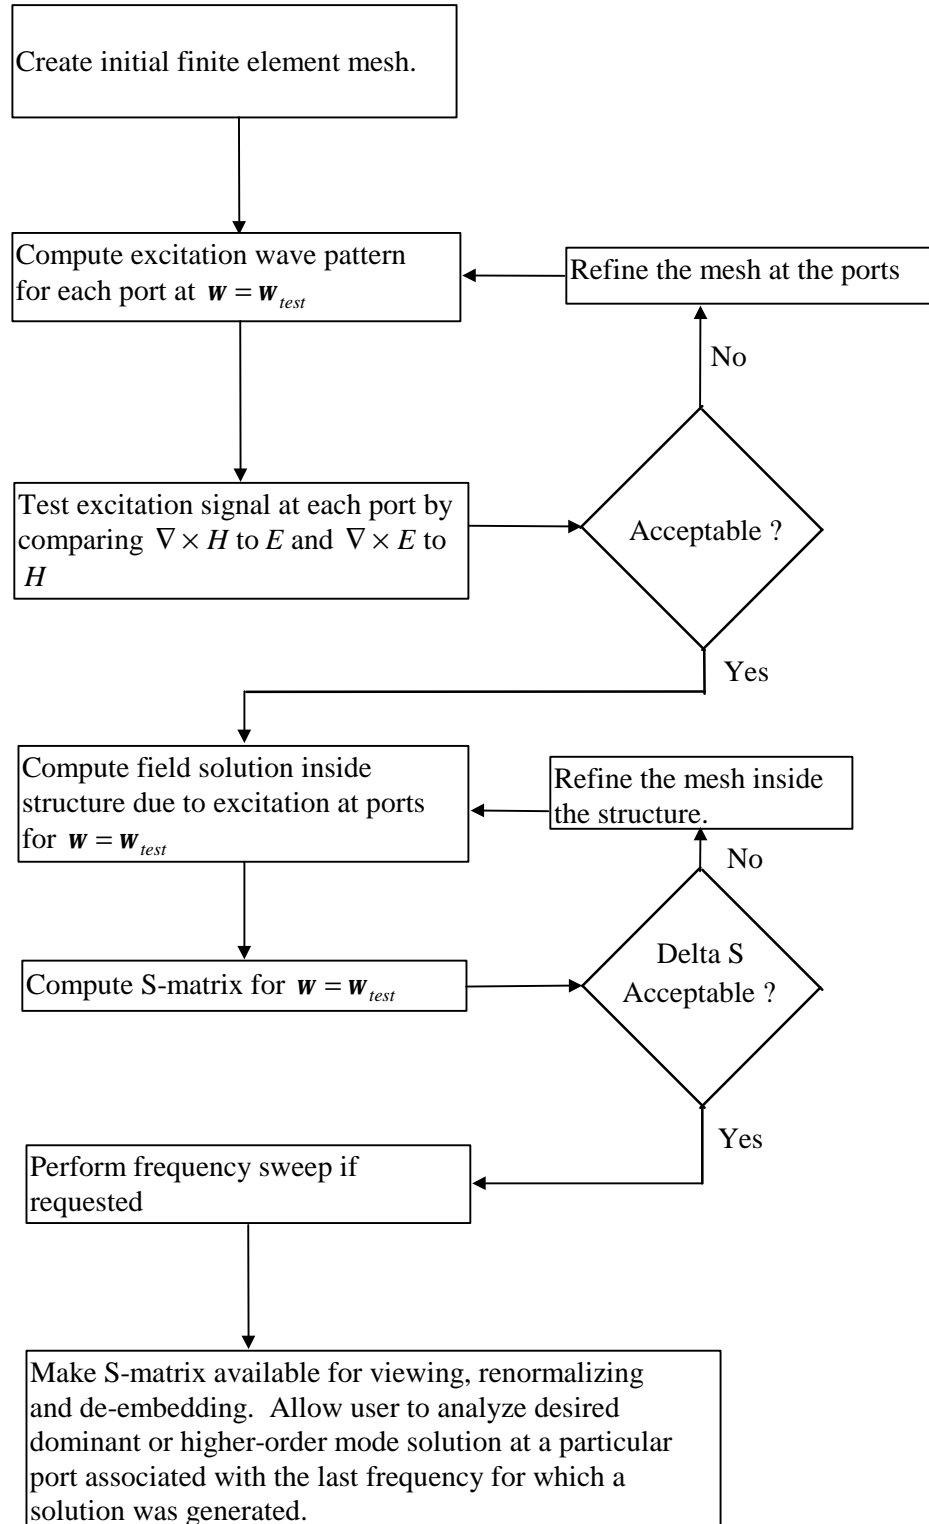 Create initial finite element mesh.
Compute excitation wave pattern
for each port at w = w_test
Refine the mesh at the ports
No
Test excitation signal at each port by
comparing ∇ × H to E and ∇ × E to
H
Acceptable ?
Yes
Compute field solution inside
structure due to excitation at ports
for w = w_test
Refine the mesh inside
the structure.
No
Compute S-matrix for w = w_test
Delta S
Acceptable ?
Yes
Perform frequency sweep if
requested
Make S-matrix available for viewing, renormalizing
and de-embedding. Allow user to analyze desired
dominant or higher-order mode solution at a particular
port associated with the last frequency for which a
solution was generated.